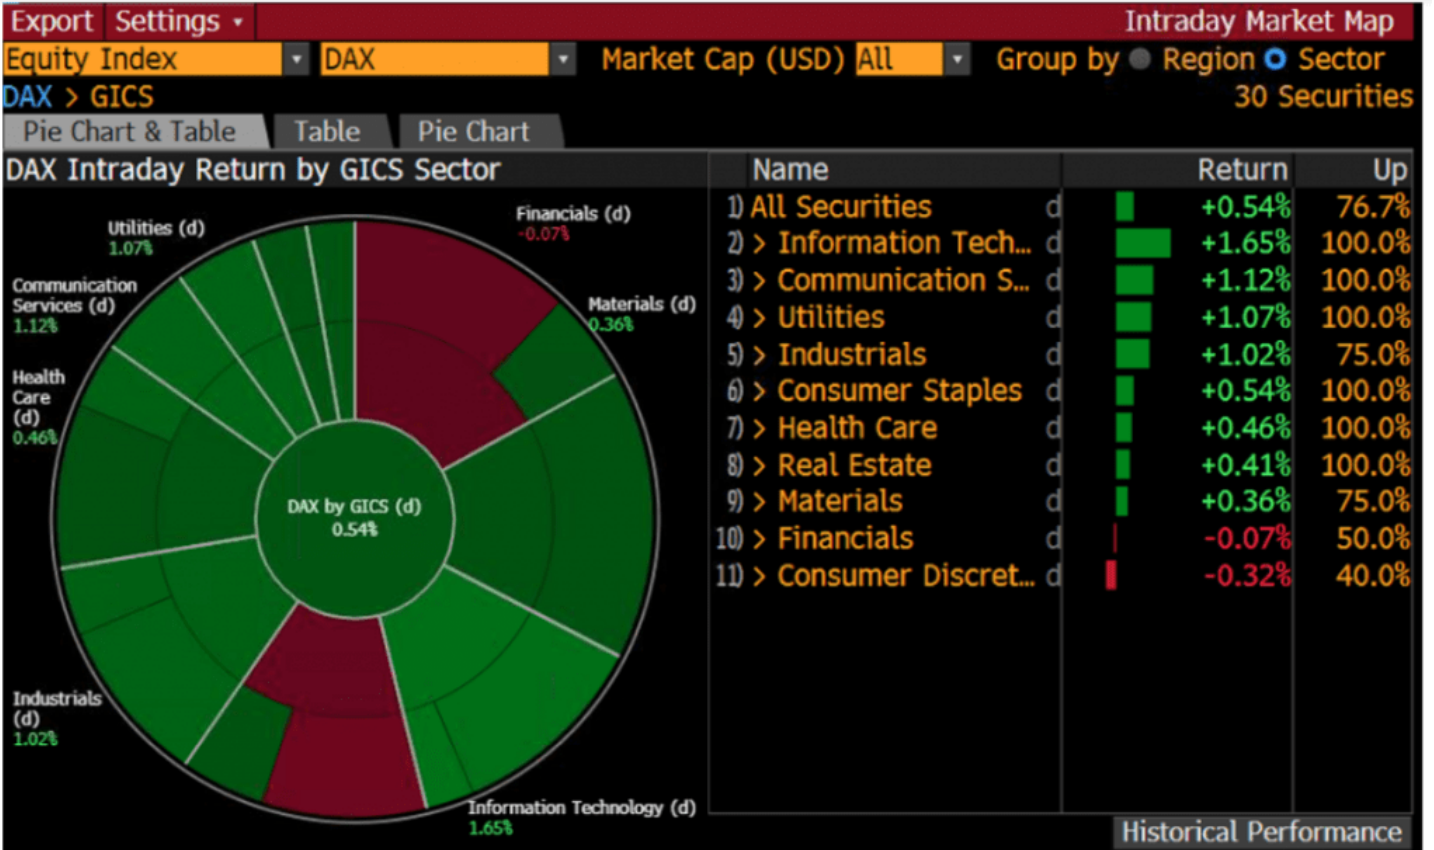 Export Settings Intraday Market Map
Equity Index DAX Market Cap (USD) All Group by Region Sector
DAX > GICS 30 Securities
Pie Chart & Table Table Pie Chart
DAX Intraday Return by GICS Sector
Financials (d)
-0.07%
Utilities (d)
1.07%
Materials (d)
0.36%
Communication
Services (d)
1.12%
Health
Care
(d)
0.46%
DAX by GICS (d)
0.54%
Industrials
(d)
1.02%
Information Technology (d)
1.65%
Name Return Up
1) All Securities d +0.54% 76.7%
2) > Information Tech... d +1.65% 100.0%
3) > Communication S... d +1.12% 100.0%
4) > Utilities d +1.07% 100.0%
5) > Industrials d +1.02% 75.0%
6) > Consumer Staples d +0.54% 100.0%
7) > Health Care d +0.46% 100.0%
8) > Real Estate d +0.41% 100.0%
9) > Materials d +0.36% 75.0%
10) > Financials d -0.07% 50.0%
11) > Consumer Discret... d -0.32% 40.0%
Historical Performance